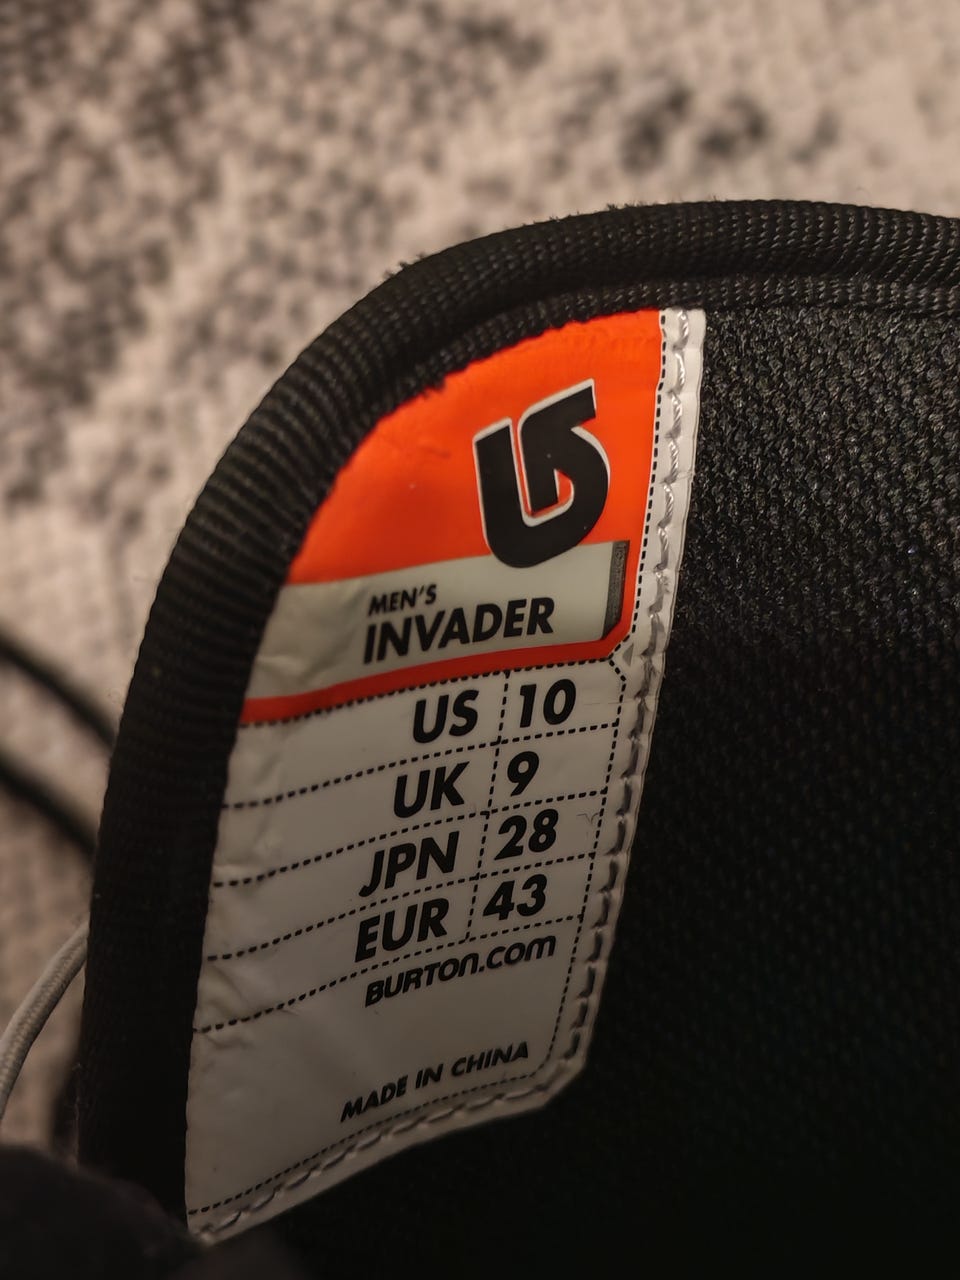 MEN'S
INVADER
US 10
UK 9
JPN 28
EUR 43
BURTON.COM
MADE IN CHINA